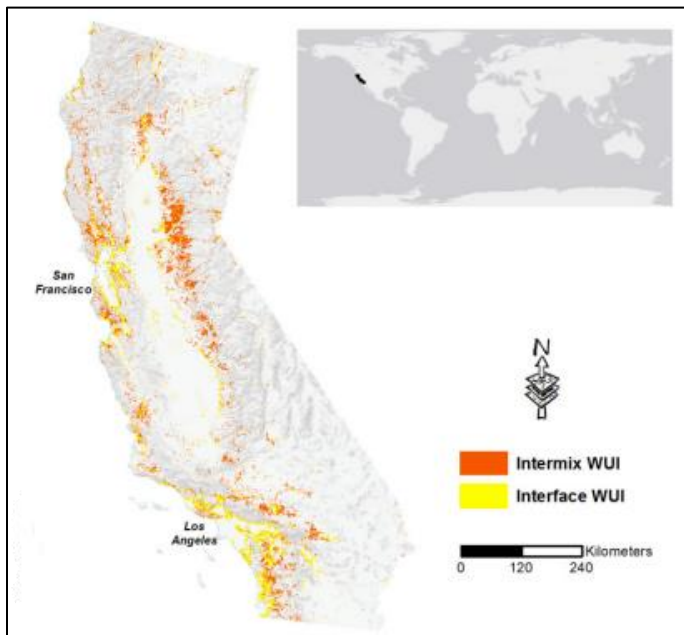 San
Francisco
Los
Angeles
N
Intermix WUI
Interface WUI
Kilometers
0 120 240